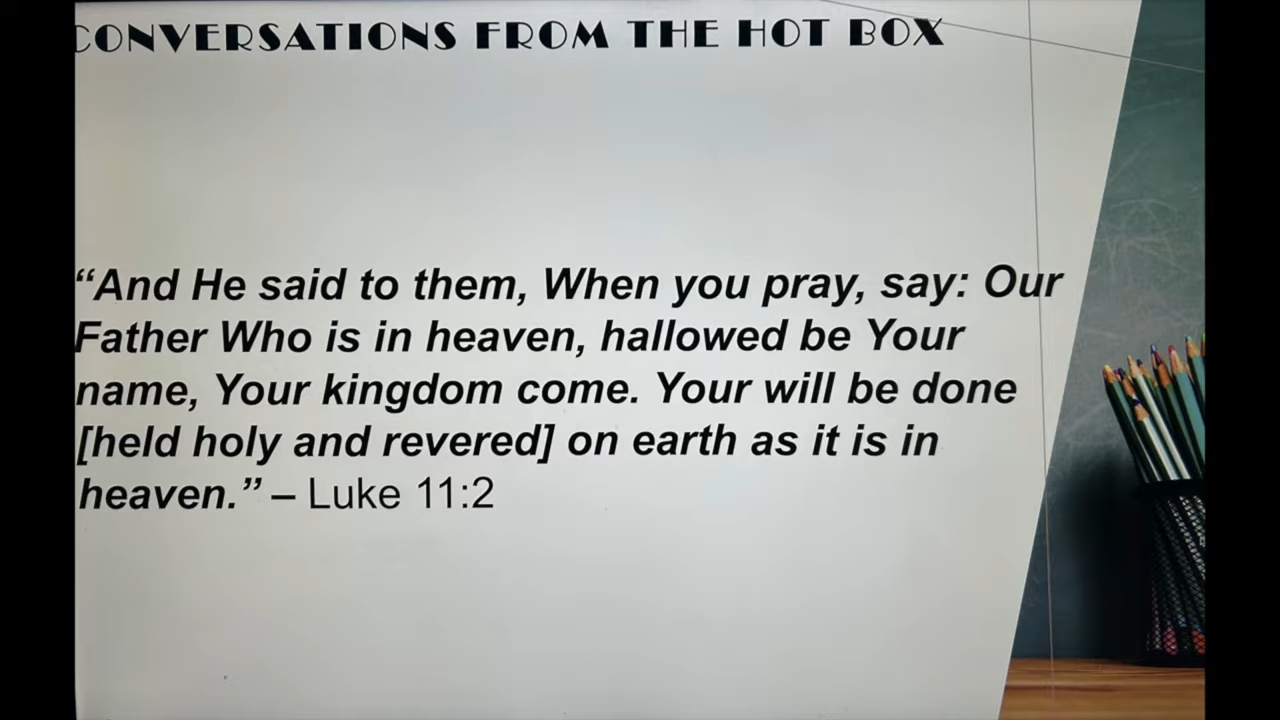 CONVERSATIONS FROM THE HOT BOX
“And He said to them, When you pray, say: Our
Father Who is in heaven, hallowed be Your
name, Your kingdom come. Your will be done
[held holy and revered] on earth as it is in
heaven.” – Luke 11:2